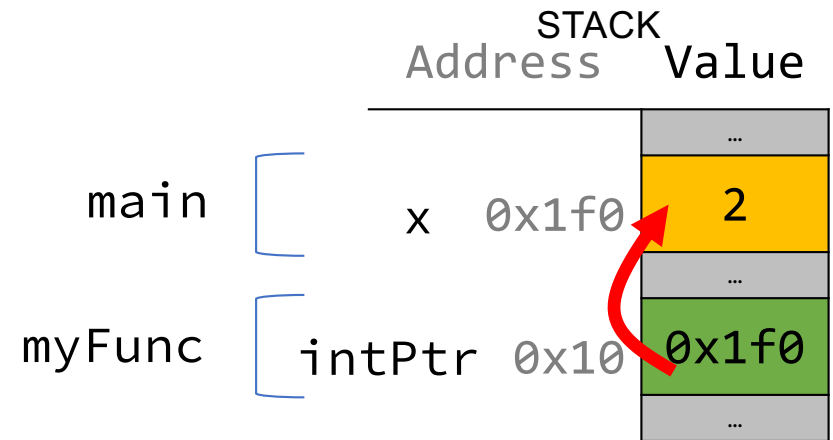 STACK
Address Value
…
main x 0x1f0 2
…
myFunc intPtr 0x10 0x1f0
…